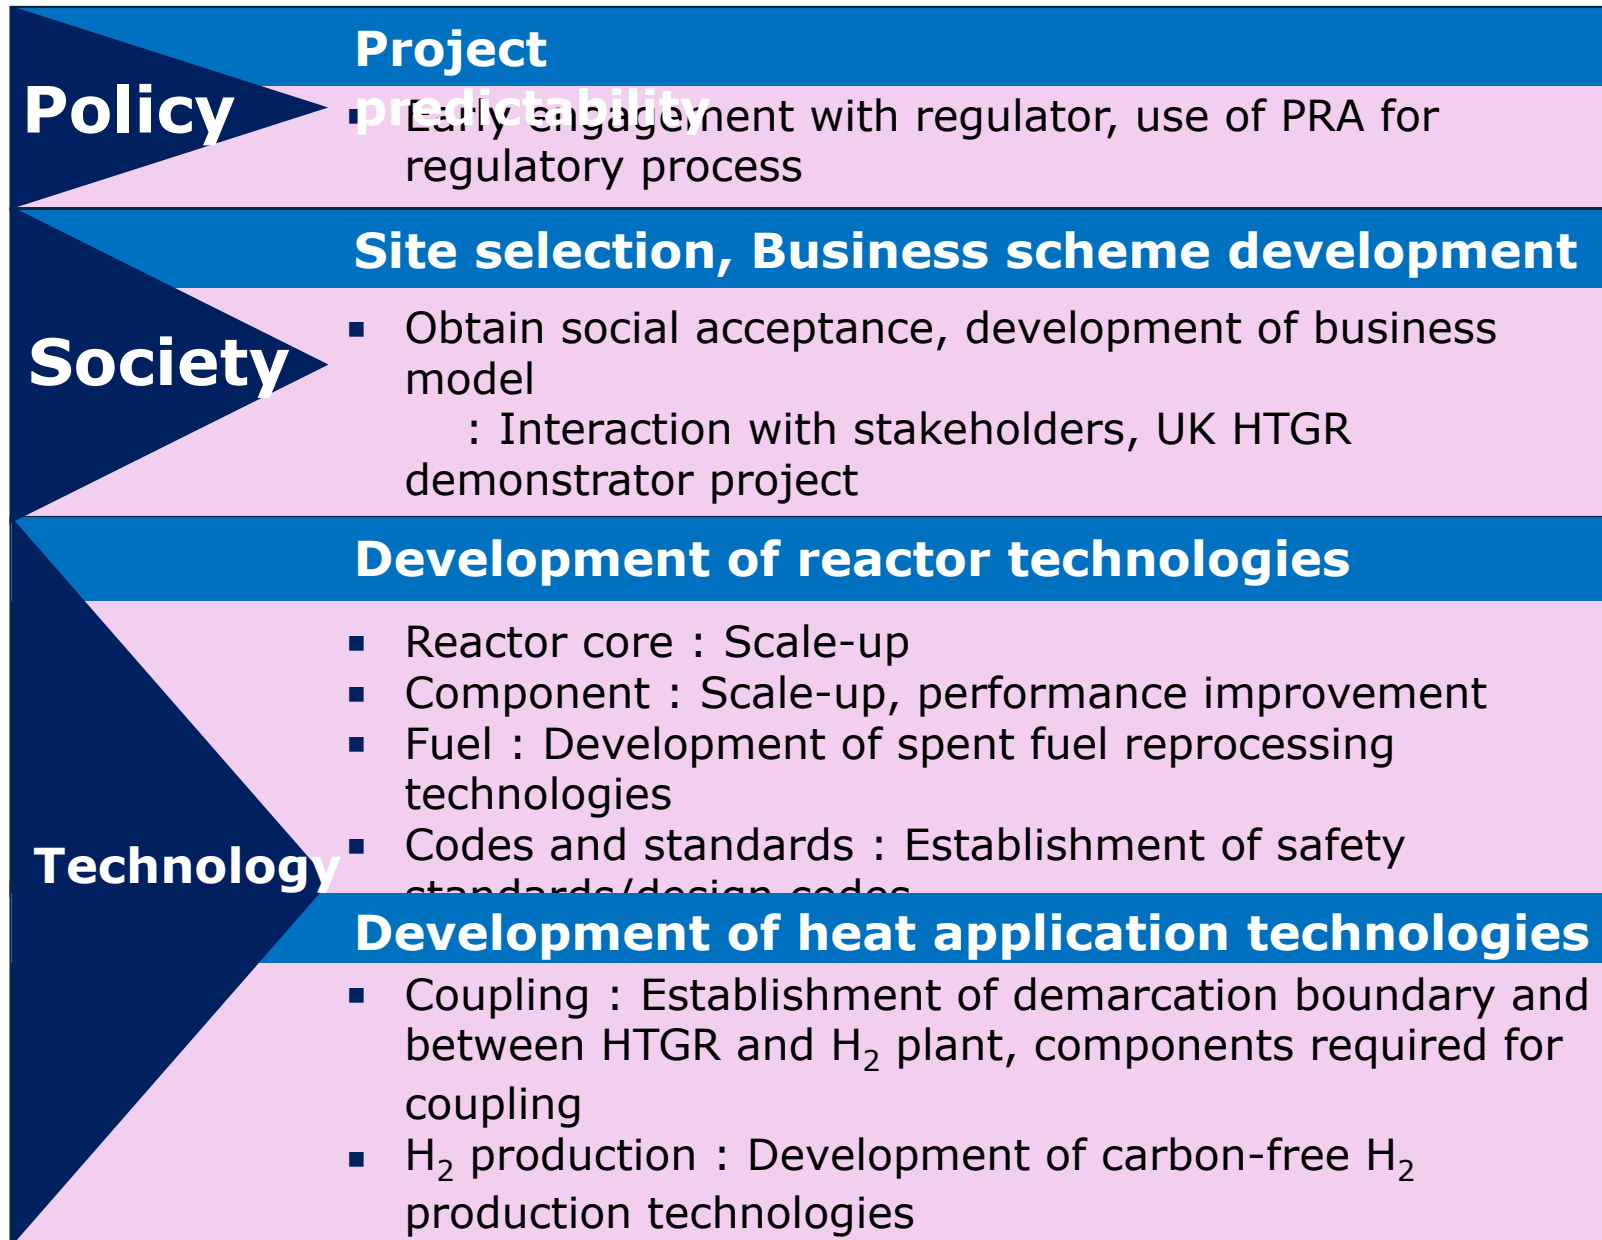 Policy
Project
predictability
▪ Early engagement with regulator, use of PRA for
regulatory process
Society
Site selection, Business scheme development
▪ Obtain social acceptance, development of business
model
: Interaction with stakeholders, UK HTGR
demonstrator project
Technology
Development of reactor technologies
▪ Reactor core : Scale-up
▪ Component : Scale-up, performance improvement
▪ Fuel : Development of spent fuel reprocessing
technologies
▪ Codes and standards : Establishment of safety
standards/design codes
Development of heat application technologies
▪ Coupling : Establishment of demarcation boundary and
between HTGR and H₂ plant, components required for
coupling
▪ H₂ production : Development of carbon-free H₂
production technologies